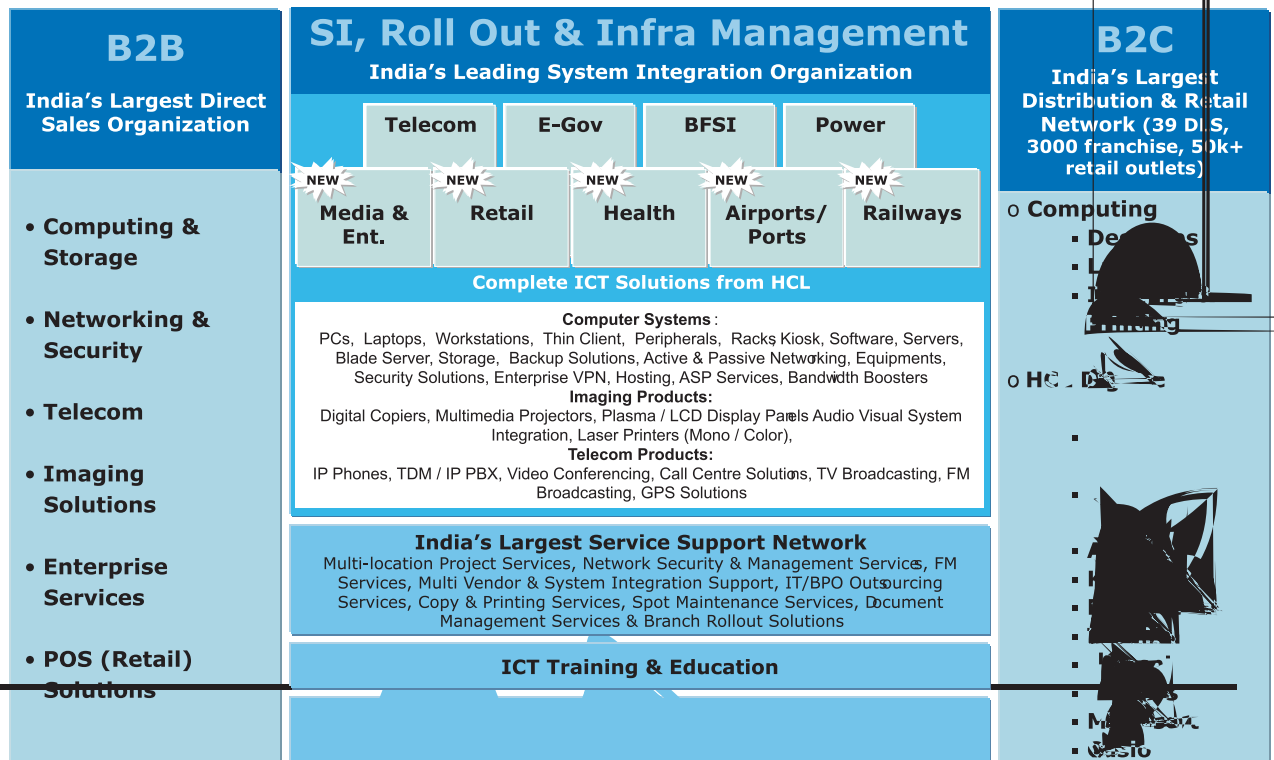 B2B
India's Largest Direct
Sales Organization
• Computing &
Storage
• Networking &
Security
• Telecom
• Imaging
Solutions
• Enterprise
Services
• POS (Retail)
Solutions
SI, Roll Out & Infra Management
India's Leading System Integration Organization
Telecom
E-Gov
BFSI
Power
NEW
Media &
Ent.
NEW
Retail
NEW
Health
NEW
Airports/
Ports
NEW
Railways
Complete ICT Solutions from HCL
Computer Systems :
PCs, Laptops, Workstations, Thin Client, Peripherals, Racks, Kiosk, Software, Servers,
Blade Server, Storage, Backup Solutions, Active & Passive Networking, Equipments,
Security Solutions, Enterprise VPN, Hosting, ASP Services, Bandwidth Boosters
Imaging Products:
Digital Copiers, Multimedia Projectors, Plasma / LCD Display Panels Audio Visual System
Integration, Laser Printers (Mono / Color),
Telecom Products:
IP Phones, TDM / IP PBX, Video Conferencing, Call Centre Solutions, TV Broadcasting, FM
Broadcasting, GPS Solutions
India's Largest Service Support Network
Multi-location Project Services, Network Security & Management Services, FM
Services, Multi Vendor & System Integration Support, IT/BPO Outsourcing
Services, Copy & Printing Services, Spot Maintenance Services, Document
Management Services & Branch Rollout Solutions
ICT Training & Education
B2C
India's Largest
Distribution & Retail
Network (39 DLS,
3000 franchise, 50k+
retail outlets)
o Computing
o HCL
▪ Casio